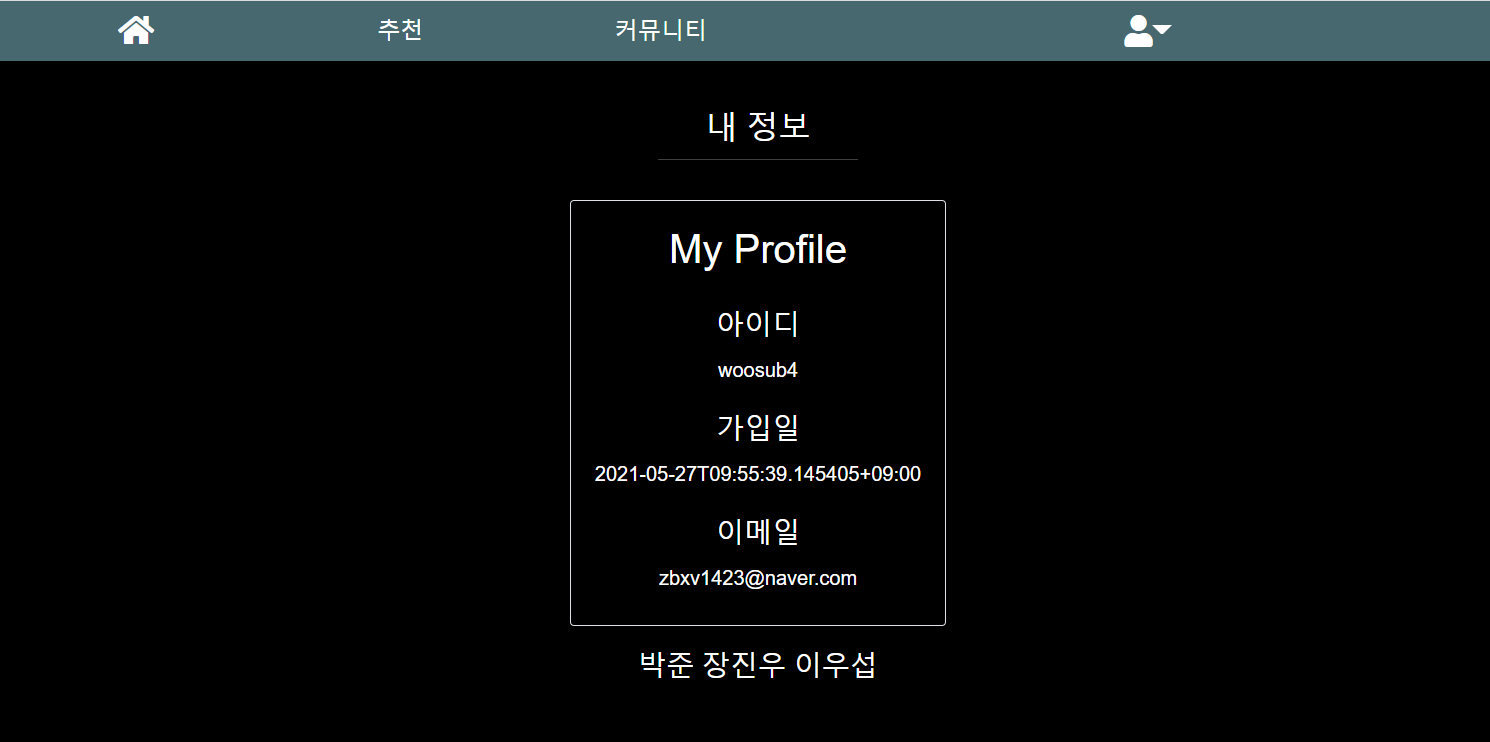 추천 커뮤니티
내 정보
My Profile
아이디
woosub4
가입일
2021-05-27T09:55:39.145405+09:00
이메일
zbxv1423@naver.com
박준 장진우 이우섭